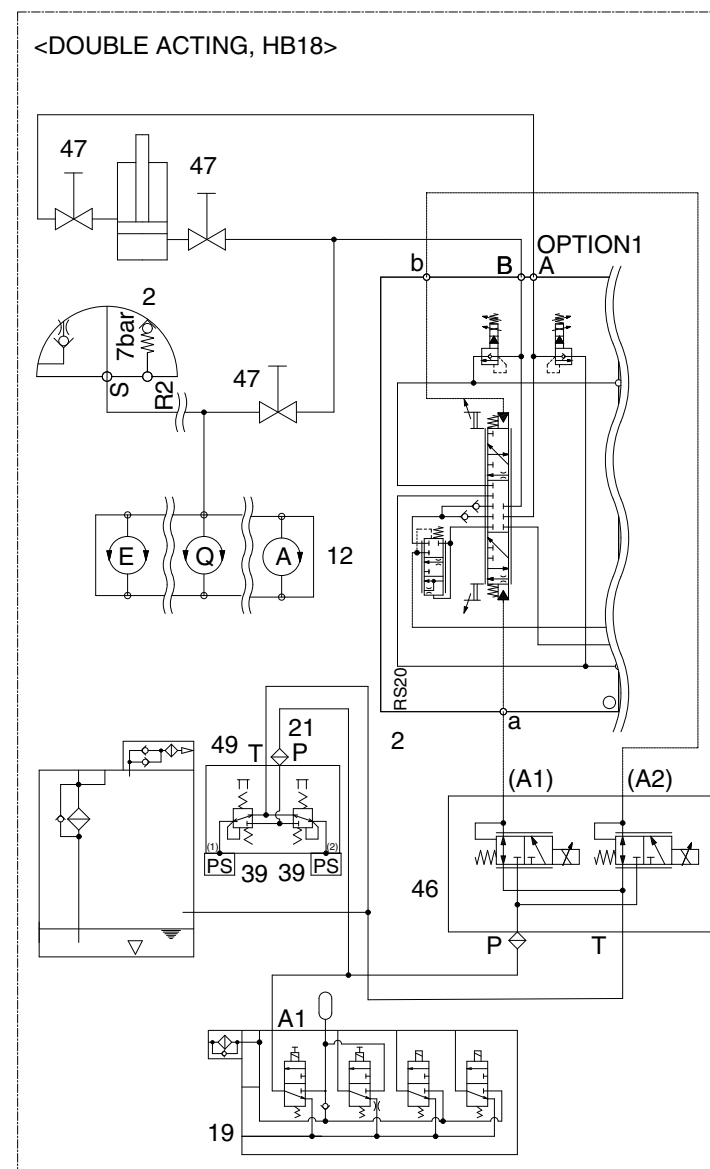 <DOUBLE ACTING, HB18>
47
47
OPTION1
b
B A
2
7bar
S
R2
47
E
Q
A
12
RS20
a
2
21
49
T P
(A1)
(A2)
(1)
(2)
PS
39
39
PS
46
P
T
A1
19